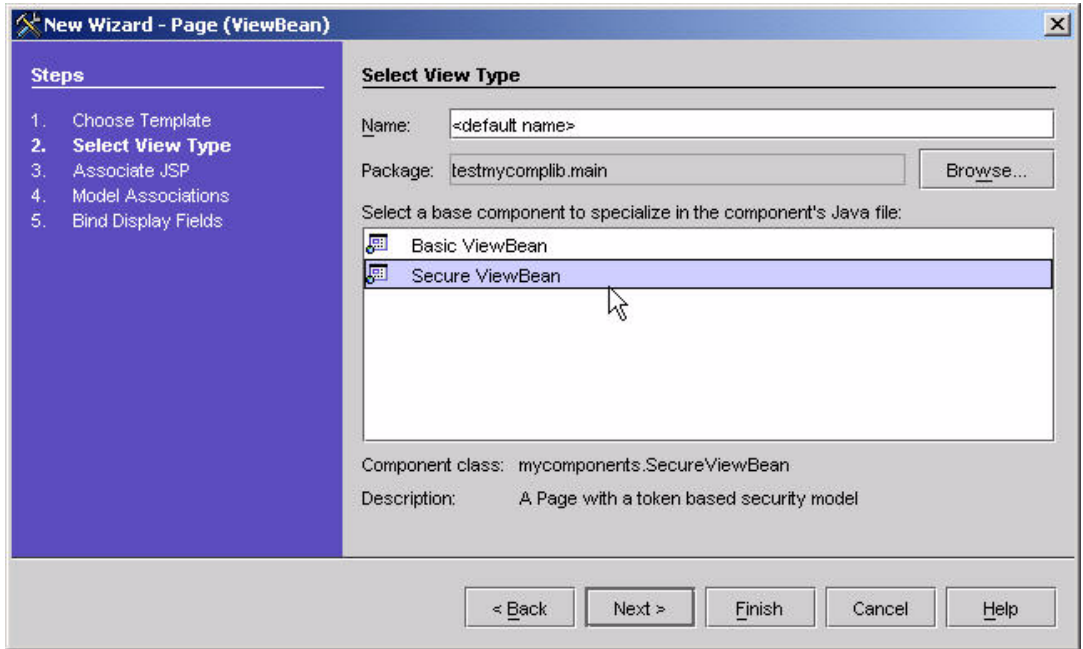 New Wizard - Page (ViewBean)
Steps
1. Choose Template
2. Select View Type
3. Associate JSP
4. Model Associations
5. Bind Display Fields
Select View Type
Name: <default name>
Package: testmycomplib.main Browse...
Select a base component to specialize in the component's Java file:
Basic ViewBean
Secure ViewBean
Component class: mycomponents.SecureViewBean
Description: A Page with a token based security model
< Back Next > Finish Cancel Help